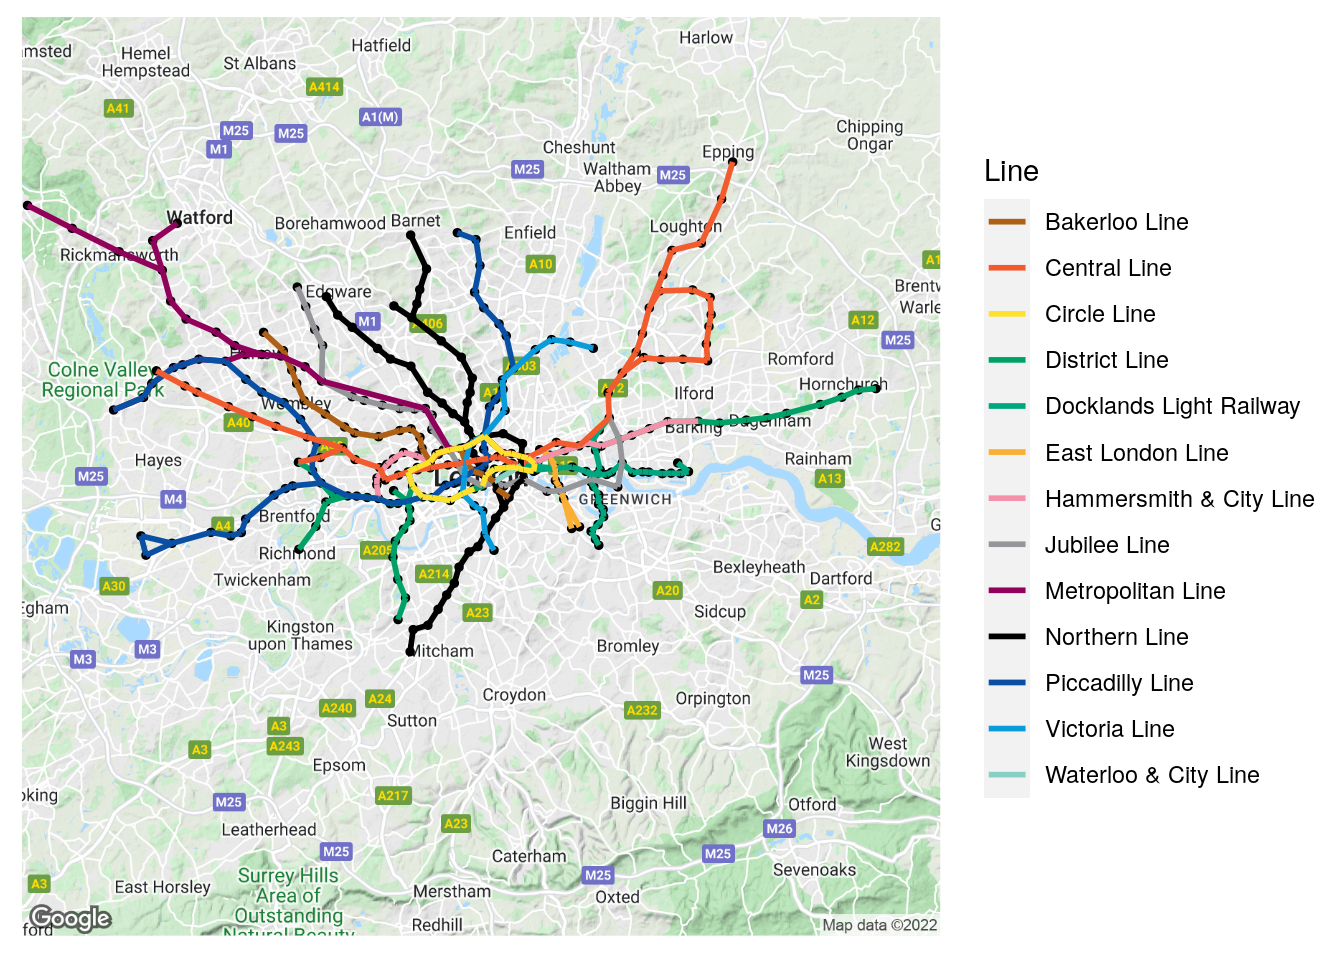 amsted
Hemel
Hempstead
St Albans
Hatfield
Harlow
A414
A41
A1(M)
M25
M25
M1
Chipping
Ongar
Cheshunt
Epping
Waltham
Abbey
M25
M25
Watford
Borehamwood
Barnet
Enfield
Loughton
Rickmansworth
A10
A1
Edgware
Brentw
Warle
M1
A406
A12
M25
Colne Valley
Regional Park
Romford
Hornchurch
Ilford
A12
Wembley
A40
Barking
Dagenham
Hayes
Rainham
M25
A13
M4
GREENWICH
Brentford
A4
G
Richmond
A205
A282
Twickenham
A214
Bexleyheath
Dartford
A30
A20
A2
Egham
A23
Sidcup
Kingston
upon Thames
M3
M3
Mitcham
Bromley
M25
Croydon
Orpington
A24
A240
A232
Sutton
A3
A3
A243
West
Kingsdown
Epsom
oking
M25
A217
Biggin Hill
Otford
Leatherhead
A23
M26
M25
M25
Caterham
Sevenoaks
M25
A3
East Horsley
Surrey Hills
Area of
Outstanding
Natural Beauty
Merstham
Oxted
Redhill
Google
ford
Map data ©2022
Line
Bakerloo Line
Central Line
Circle Line
District Line
Docklands Light Railway
East London Line
Hammersmith & City Line
Jubilee Line
Metropolitan Line
Northern Line
Piccadilly Line
Victoria Line
Waterloo & City Line